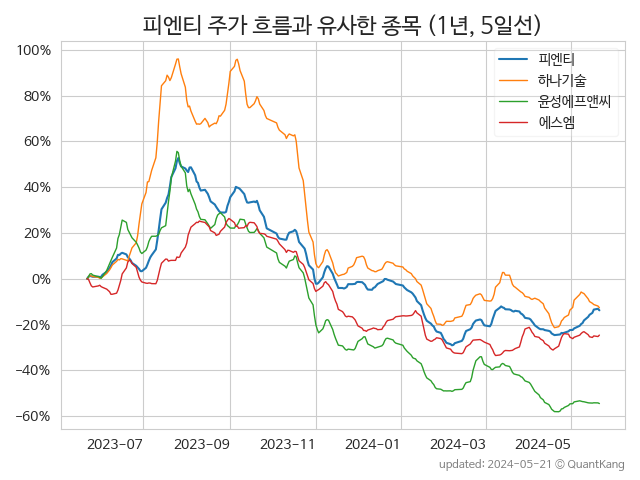 피엔티 주가 흐름과 유사한 종목 (1년, 5일선)
피엔티
하나기술
윤성에프앤씨
에스엠
100%
80%
60%
40%
20%
0%
−20%
−40%
−60%
2023-07
2023-09
2023-11
2024-01
2024-03
2024-05
updated: 2024-05-21 © QuantKang